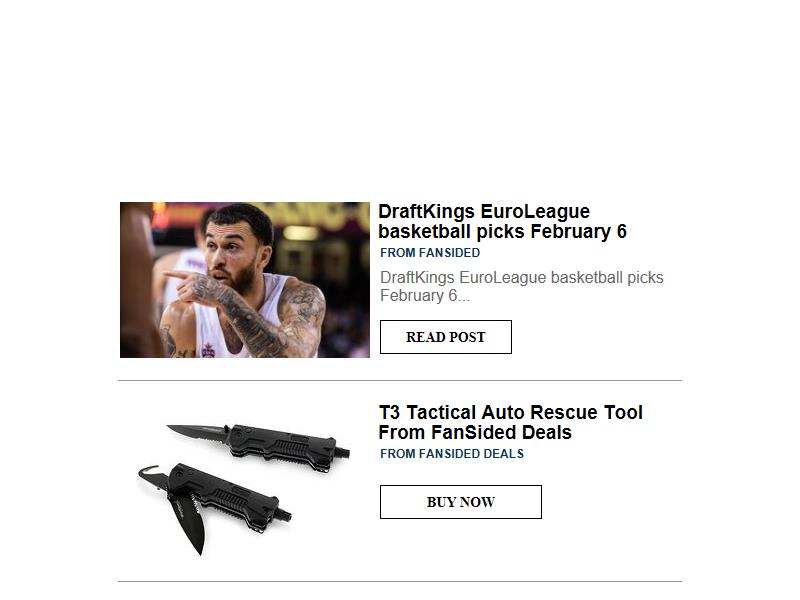 DraftKings EuroLeague
basketball picks February 6
FROM FANSIDED
DraftKings EuroLeague basketball picks
February 6...
READ POST
T3 Tactical Auto Rescue Tool
From FanSided Deals
FROM FANSIDED DEALS
BUY NOW